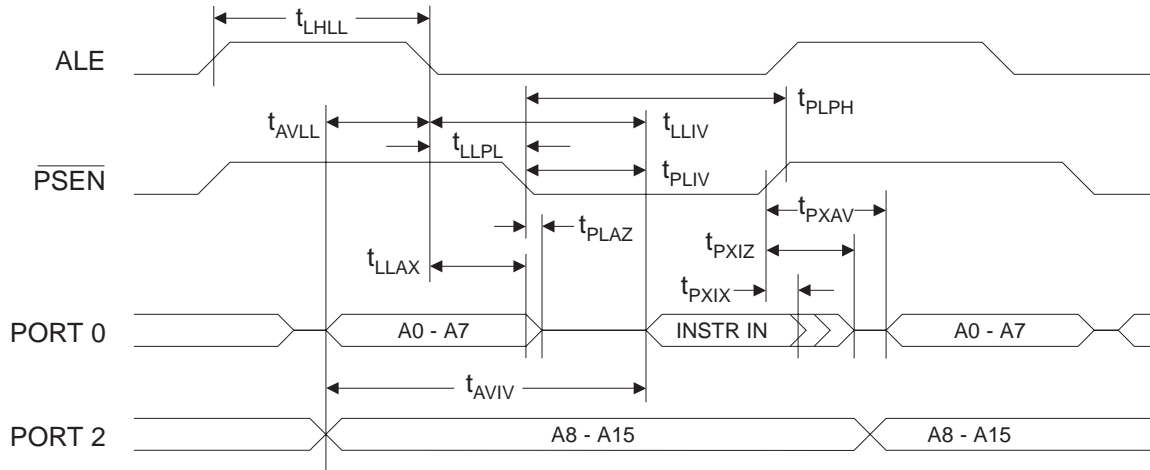 tLHLL
ALE
tPLPH
tAVLL
tLLIV
tLLPL
PSEN
tPLIV
tPXAV
tPLAZ
tPXIZ
tLLAX
tPXIX
PORT 0
A0 - A7
INSTR IN
A0 - A7
tAVIV
PORT 2
A8 - A15
A8 - A15